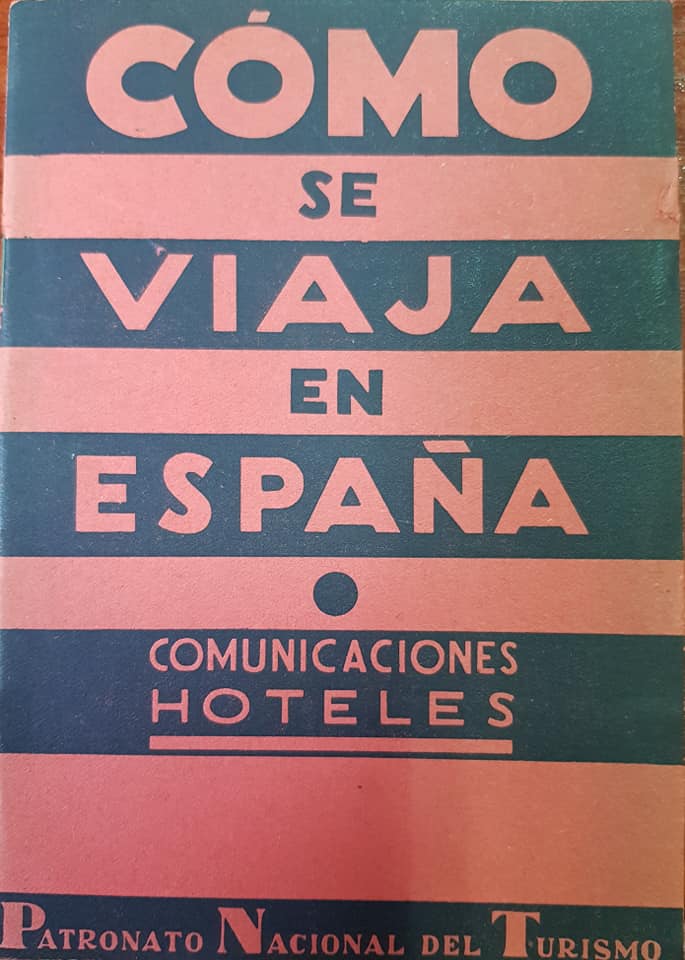 CÓMO
SE
VIAJA
EN
ESPAÑA
COMUNICACIONES
HOTELES
PATRONATO NACIONAL DEL TURISMO